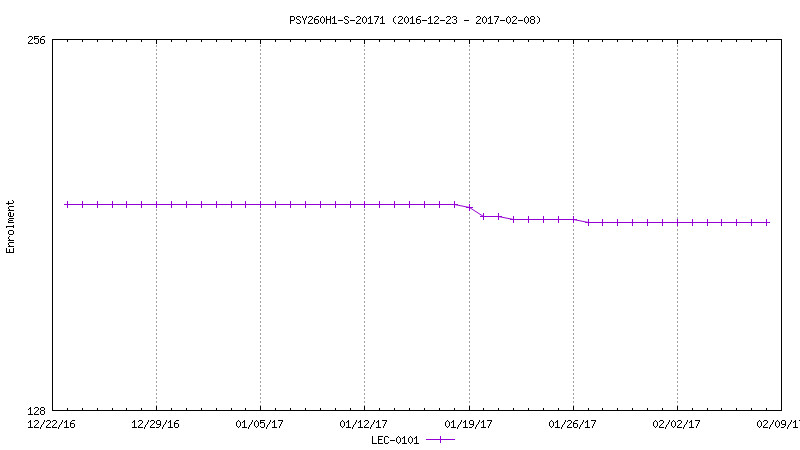 PSY260H1-S-20171 (2016-12-23 - 2017-02-08)
256
Enrolment
128
12/22/16 12/29/16 01/05/17 01/12/17 01/19/17 01/26/17 02/02/17 02/09/1
LEC-0101